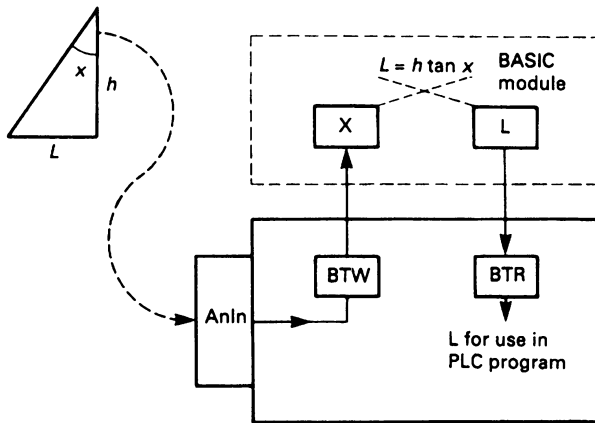 x
h
L
L = h tan x
BASIC
module
X
L
BTW
BTR
AnIn
L for use in
PLC program